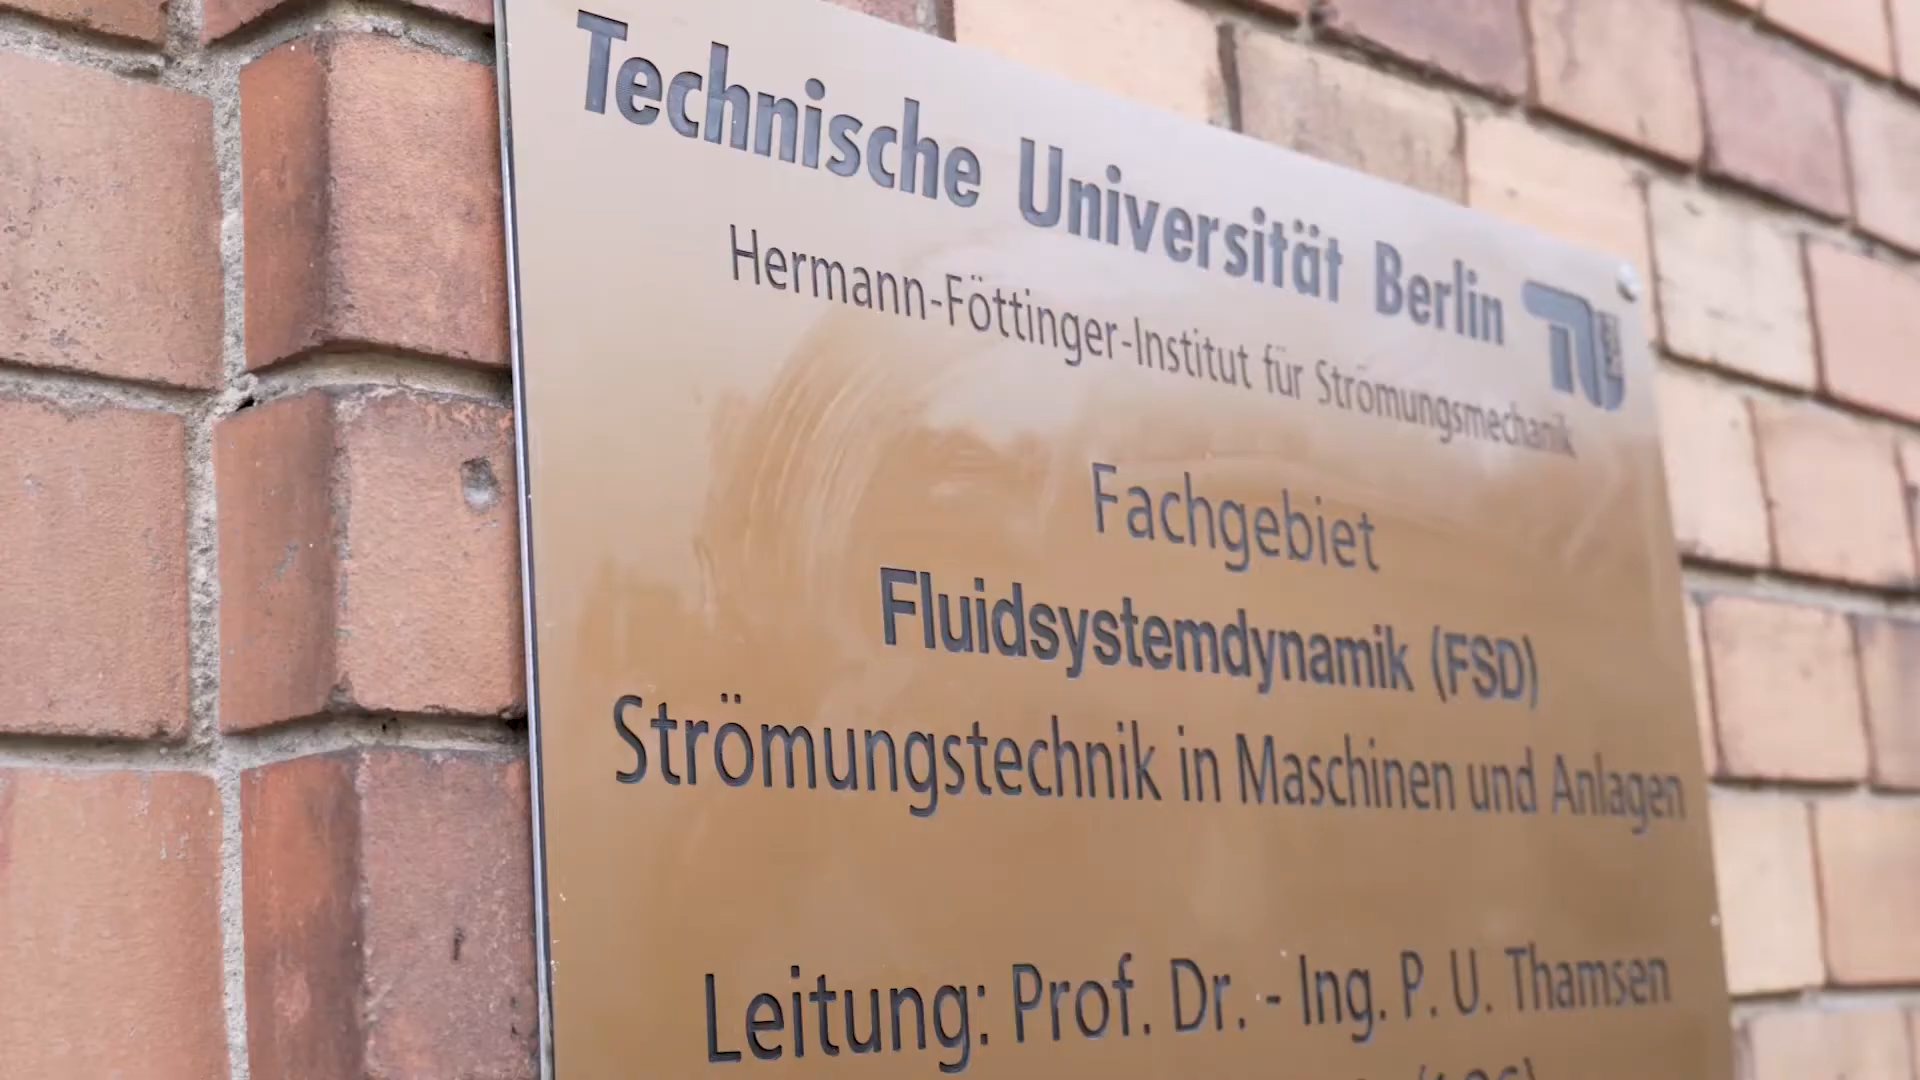 Technische Universität Berlin
Hermann-Föttinger-Institut für Strömungsmechanik
Fachgebiet
Fluidsystemdynamik (FSD)
Strömungstechnik in Maschinen und Anlagen
Leitung: Prof. Dr. - Ing. P. U. Thamsen